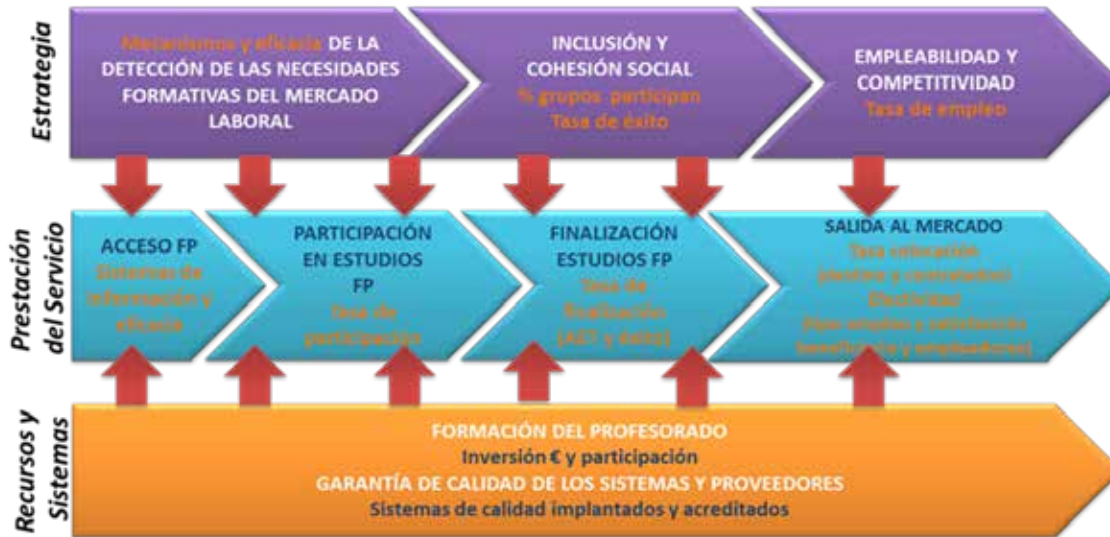 Estrategia
Mecanismos y eficacia DE LA
DETECCIÓN DE LAS NECESIDADES
FORMATIVAS DEL MERCADO
LABORAL
INCLUSIÓN Y
COHESIÓN SOCIAL
% grupos participan
Tasa de éxito
EMPLEABILIDAD Y
COMPETITIVIDAD
Tasa de empleo
Prestación
del Servicio
ACCESO FP
Sistemas de
información y
eficacia
PARTICIPACIÓN
EN ESTUDIOS
FP
Tasa de
participación
FINALIZACIÓN
ESTUDIOS FP
Tasa de
finalización
y éxito)
SALIDA AL MERCADO
Tasa colocación
(destino y contratados)
Efectividad
empleo y satisfacción
beneficiario y empleadores)
Recursos y
Sistemas
FORMACIÓN DEL PROFESORADO
Inversión € y participación
GARANTÍA DE CALIDAD DE LOS SISTEMAS Y PROVEEDORES
Sistemas de calidad implantados y acreditados